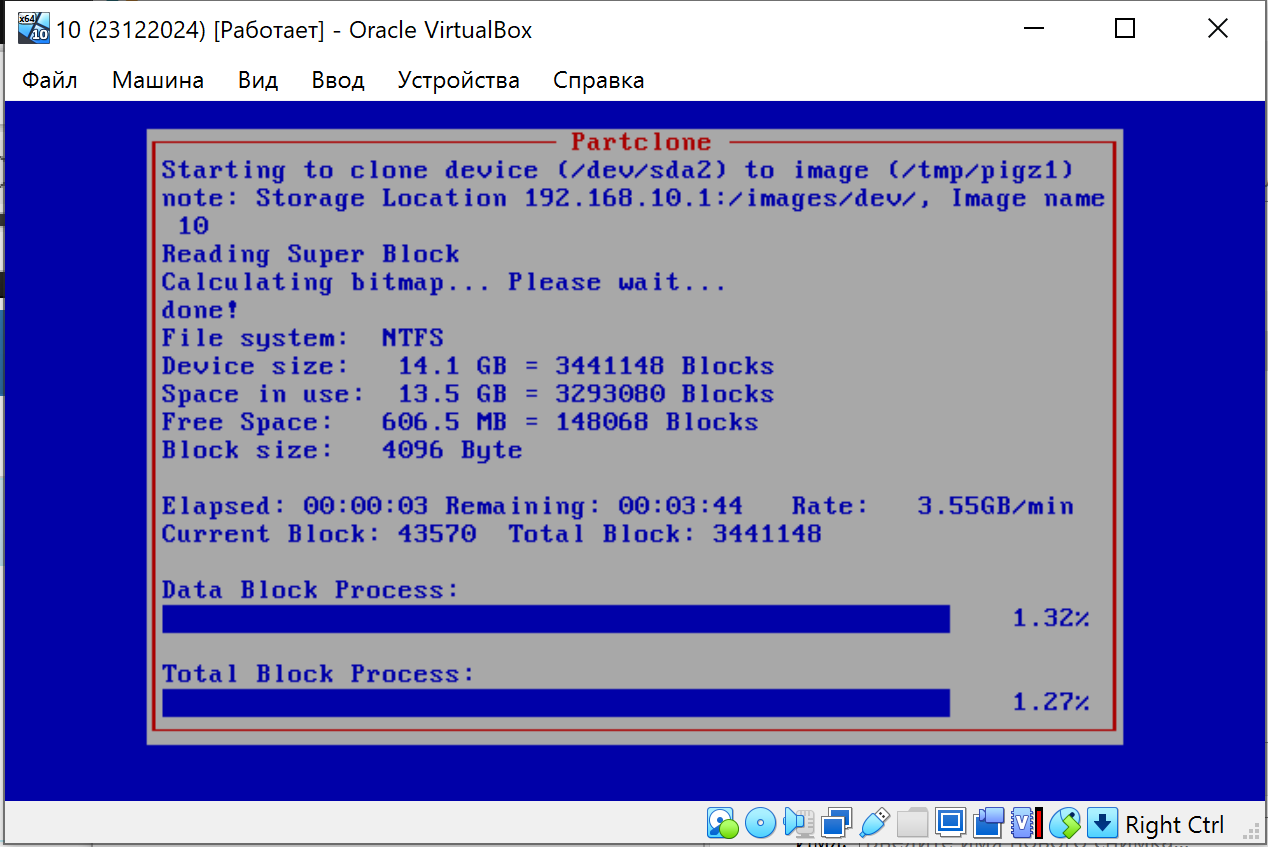 10 (23122024) [Работает] - Oracle VirtualBox
Файл Машина Вид Ввод Устройства Справка
Partclone
Starting to clone device (/dev/sda2) to image (/tmp/pigz1)
note: Storage Location 192.168.10.1:/images/dev/, Image name
10
Reading Super Block
Calculating bitmap... Please wait...
done!
File system: NTFS
Device size: 14.1 GB = 3441148 Blocks
Space in use: 13.5 GB = 3293080 Blocks
Free Space: 606.5 MB = 148068 Blocks
Block size: 4096 Byte
Elapsed: 00:00:03 Remaining: 00:03:44 Rate: 3.55GB/min
Current Block: 43570 Total Block: 3441148
Data Block Process:
1.32%
Total Block Process:
1.27%
Right Ctrl